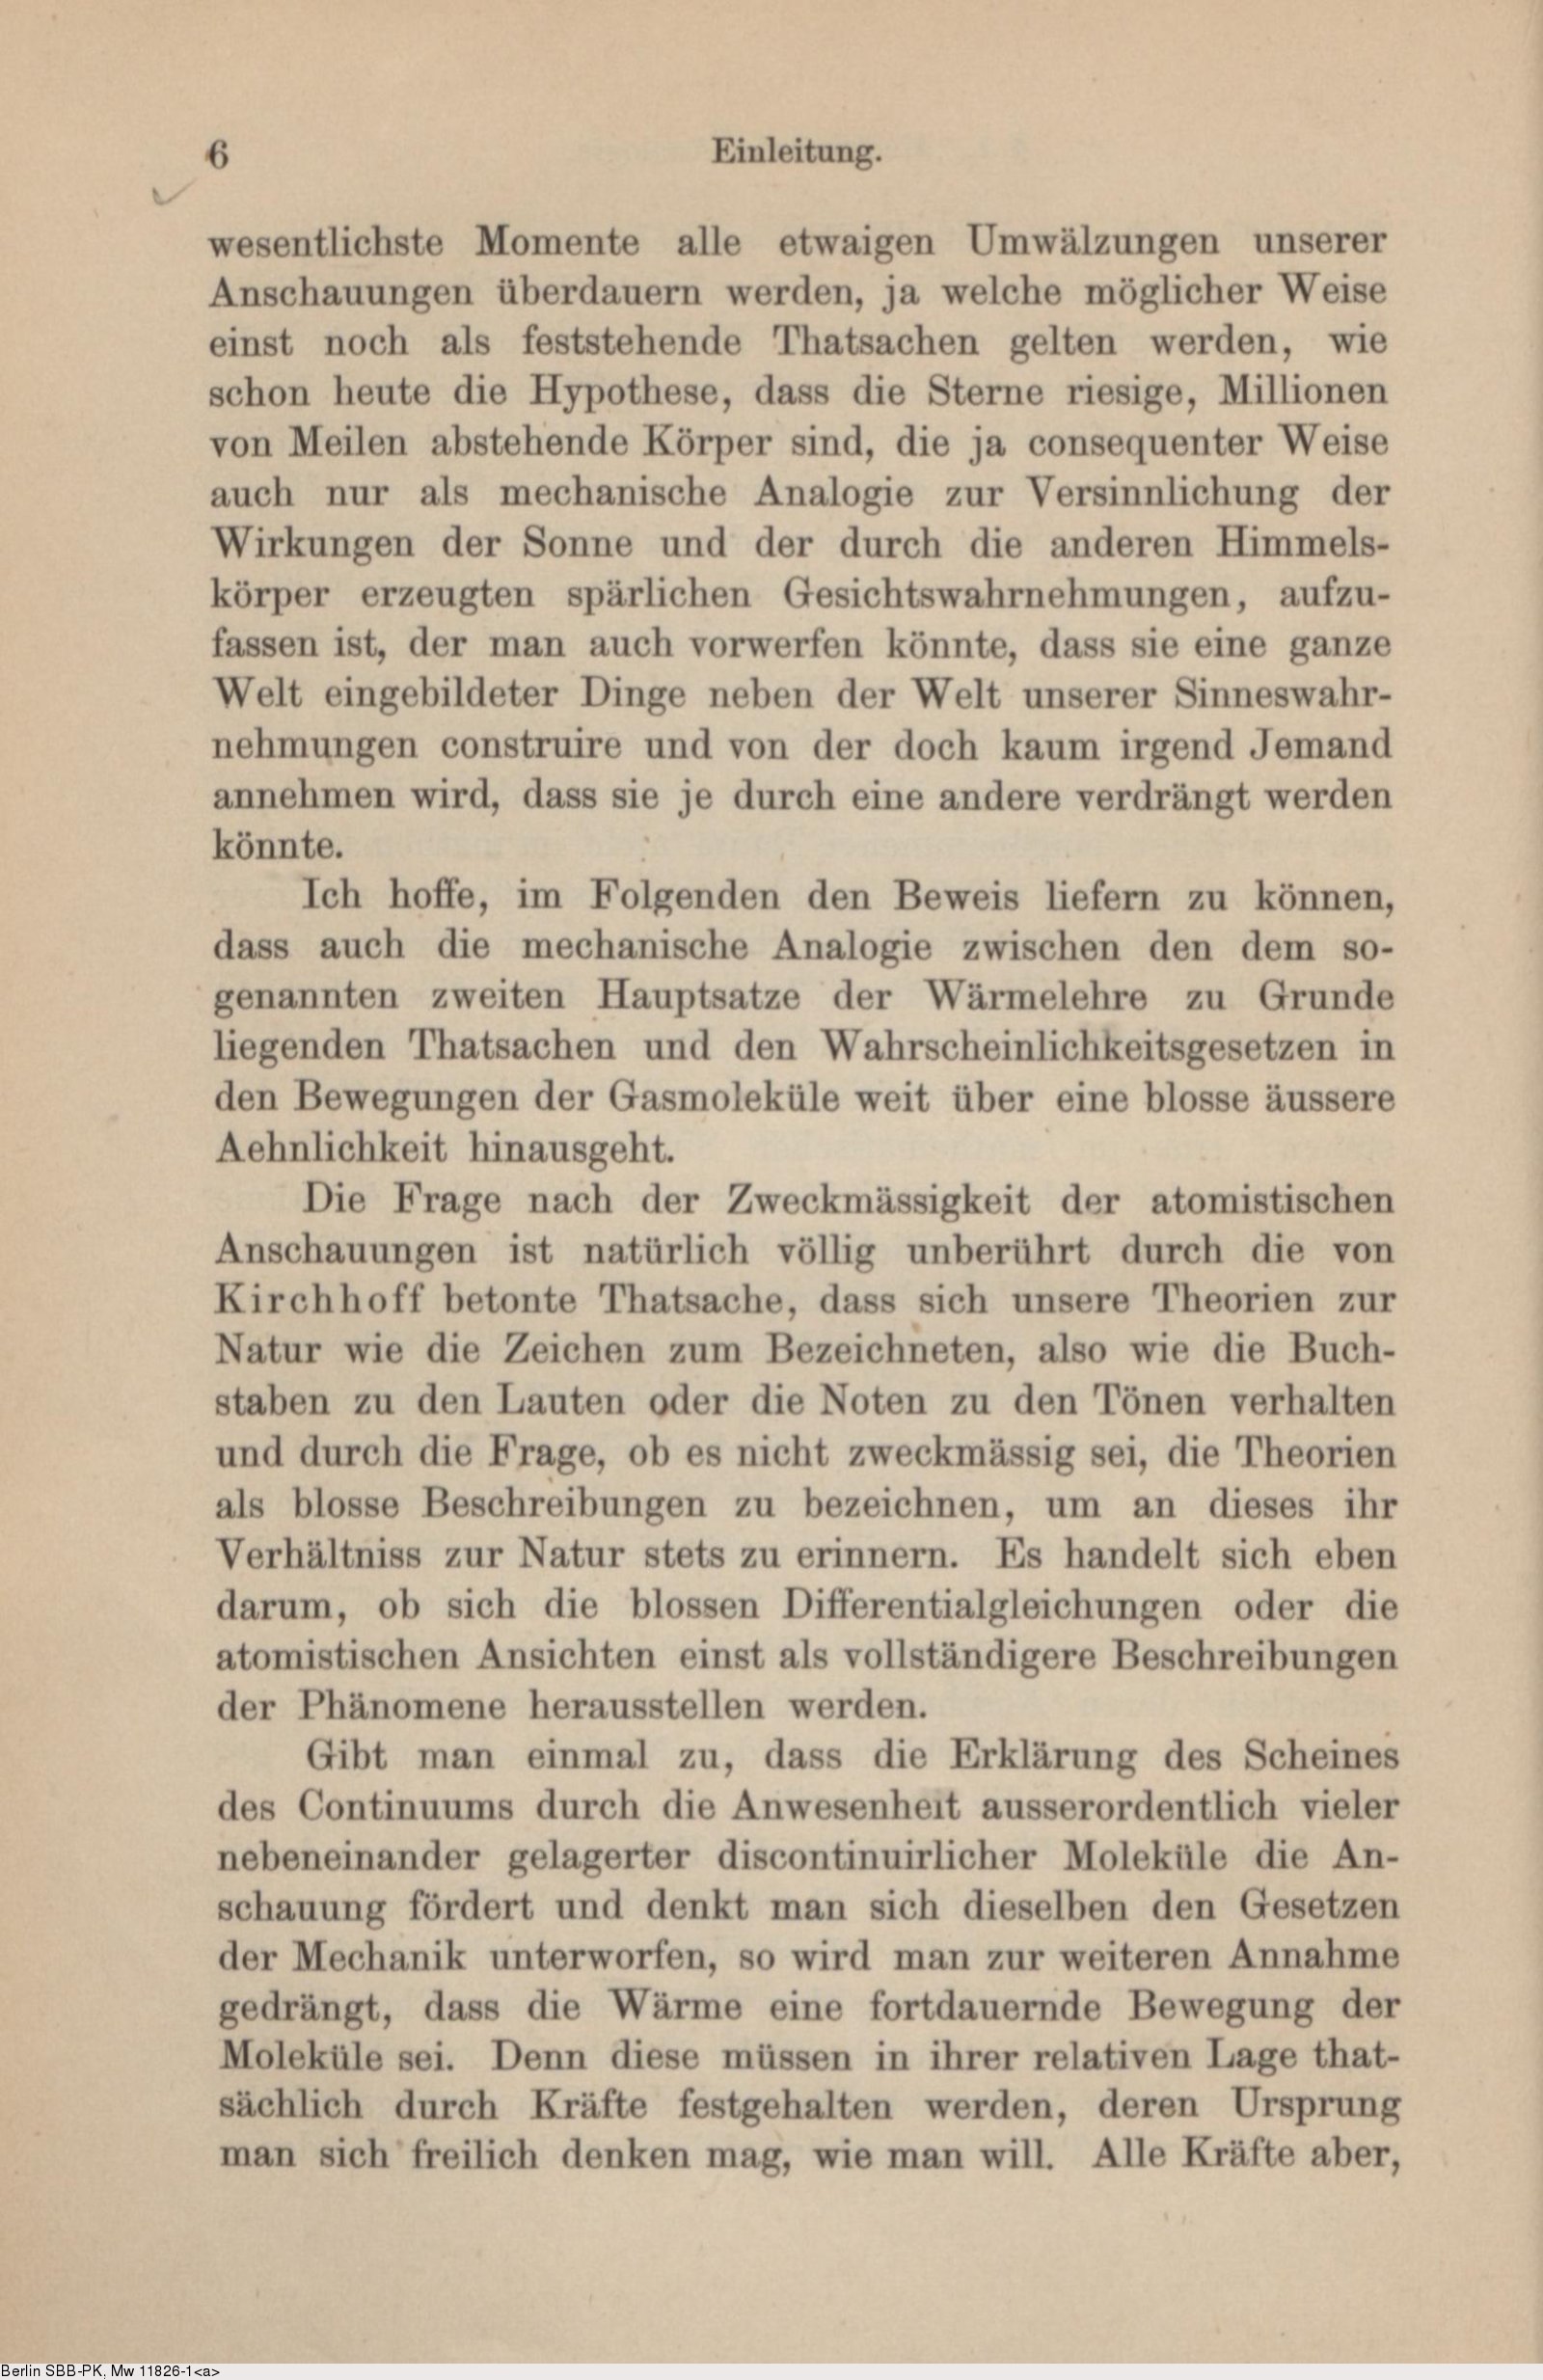 6
Einleitung.
wesentlichste Momente alle etwaigen Umwälzungen unserer
Anschauungen überdauern werden, ja welche möglicher Weise
einst noch als feststehende Thatsachen gelten werden, wie
schon heute die Hypothese, dass die Sterne riesige, Millionen
von Meilen abstehende Körper sind, die ja consequenter Weise
auch nur als mechanische Analogie zur Versinnlichung der
Wirkungen der Sonne und der durch die anderen Himmels-
körper erzeugten spärlichen Gesichtswahrnehmungen, aufzu-
fassen ist, der man auch vorwerfen könnte, dass sie eine ganze
Welt eingebildeter Dinge neben der Welt unserer Sinneswahr-
nehmungen construire und von der doch kaum irgend Jemand
annehmen wird, dass sie je durch eine andere verdrängt werden
könnte.
Ich hoffe, im Folgenden den Beweis liefern zu können,
dass auch die mechanische Analogie zwischen den dem so-
genannten zweiten Hauptsatze der Wärmelehre zu Grunde
liegenden Thatsachen und den Wahrscheinlichkeitsgesetzen in
den Bewegungen der Gasmoleküle weit über eine blosse äussere
Aehnlichkeit hinausgeht.
Die Frage nach der Zweckmässigkeit der atomistischen
Anschauungen ist natürlich völlig unberührt durch die von
Kirchhoff betonte Thatsache, dass sich unsere Theorien zur
Natur wie die Zeichen zum Bezeichneten, also wie die Buch-
staben zu den Lauten oder die Noten zu den Tönen verhalten
und durch die Frage, ob es nicht zweckmässig sei, die Theorien
als blosse Beschreibungen zu bezeichnen, um an dieses ihr
Verhältniss zur Natur stets zu erinnern. Es handelt sich eben
darum, ob sich die blossen Differentialgleichungen oder die
atomistischen Ansichten einst als vollständigere Beschreibungen
der Phänomene herausstellen werden.
Gibt man einmal zu, dass die Erklärung des Scheines
des Continuums durch die Anwesenheit ausserordentlich vieler
nebeneinander gelagerter discontinuirlicher Moleküle die An-
schauung fördert und denkt man sich dieselben den Gesetzen
der Mechanik unterworfen, so wird man zur weiteren Annahme
gedrängt, dass die Wärme eine fortdauernde Bewegung der
Moleküle sei. Denn diese müssen in ihrer relativen Lage that-
sächlich durch Kräfte festgehalten werden, deren Ursprung
man sich freilich denken mag, wie man will. Alle Kräfte aber,
Berlin SBB-PK, Mw 11826-1<a>